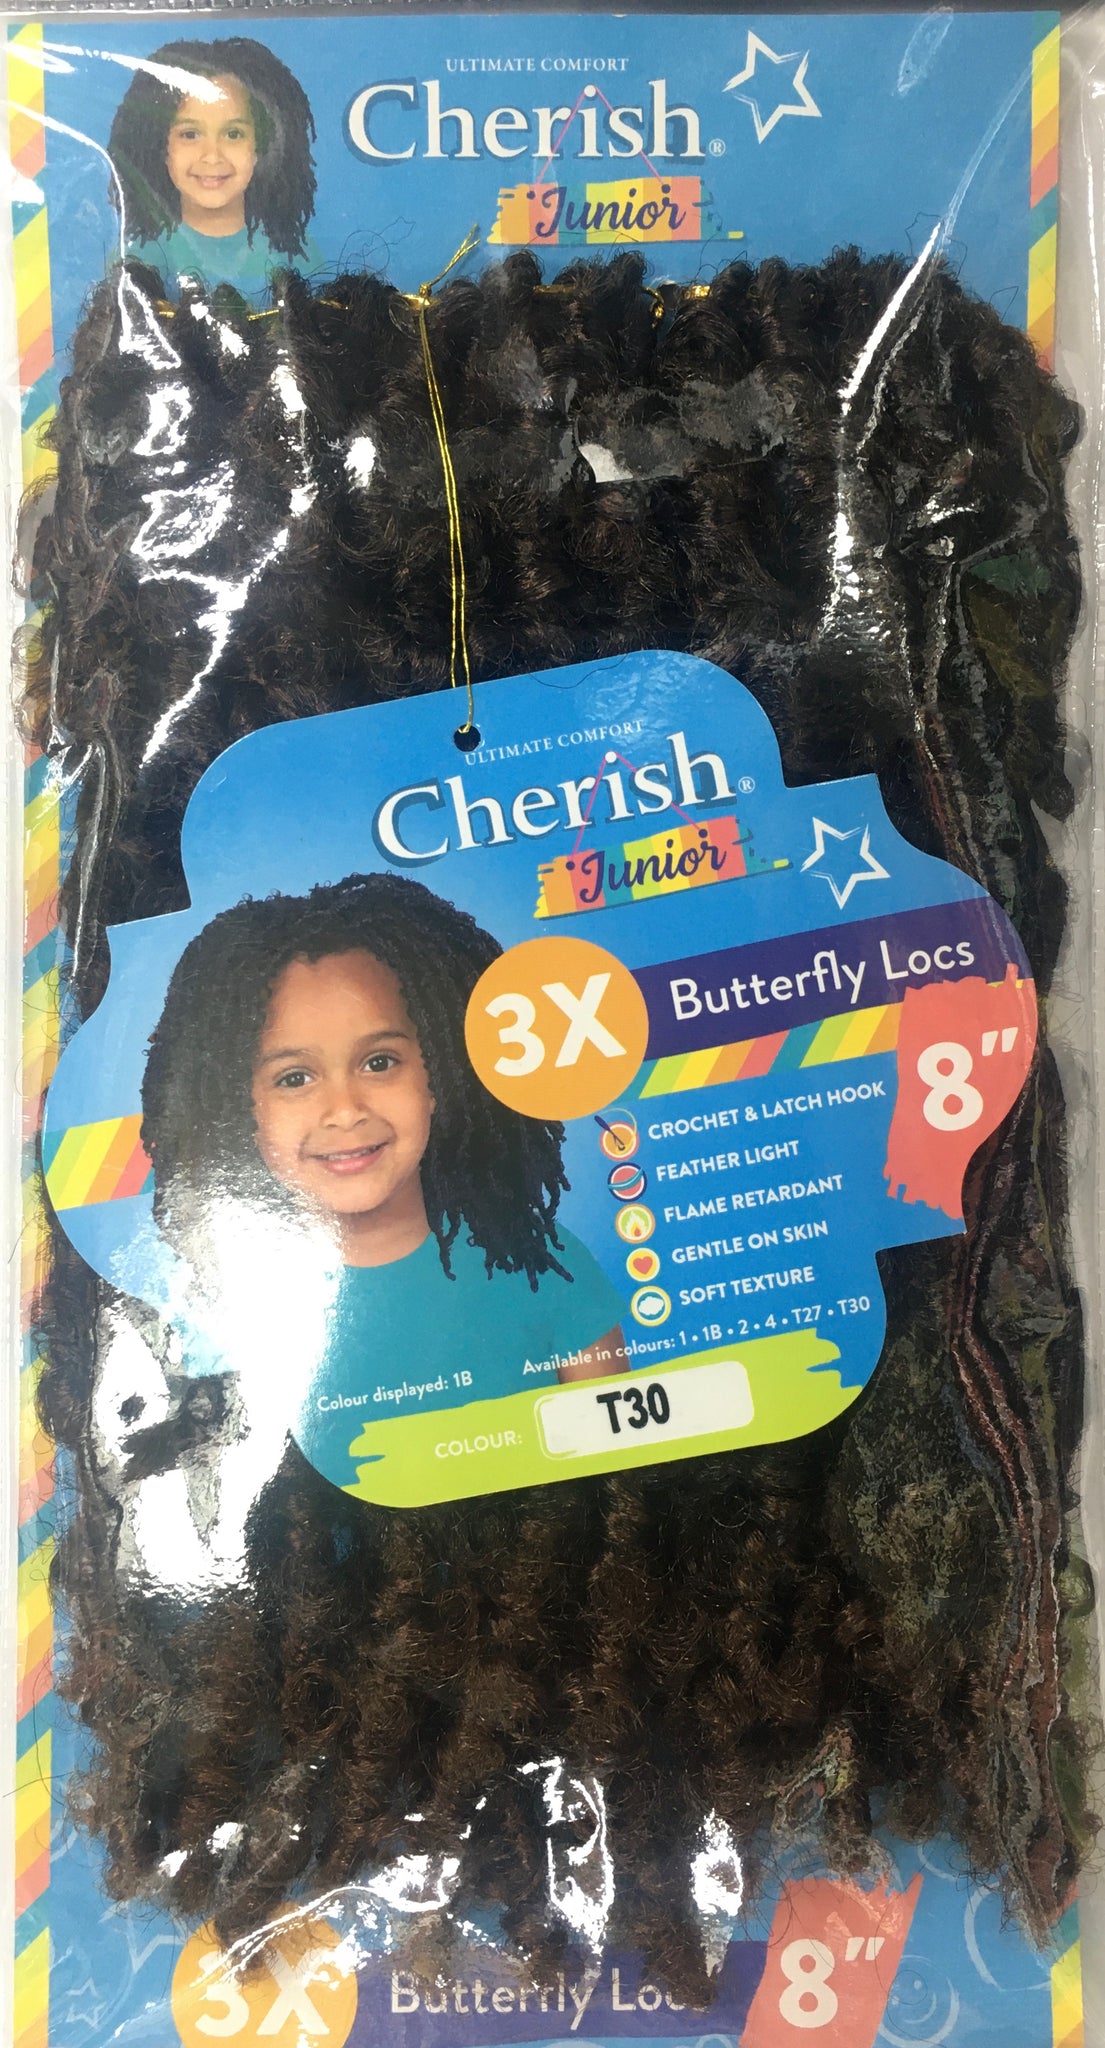 ULTIMATE COMFORT
Cherish®
Junior
ULTIMATE COMFORT
Cherish®
Junior
3X
Butterfly Locs
8"
CROCHET & LATCH HOOK
FEATHER LIGHT
FLAME RETARDANT
GENTLE ON SKIN
SOFT TEXTURE
Available in colours: 1 • 1B • 2 • 4 • T27 • T30
Colour displayed: 1B
COLOUR: T30
3X
Butterfly
8"